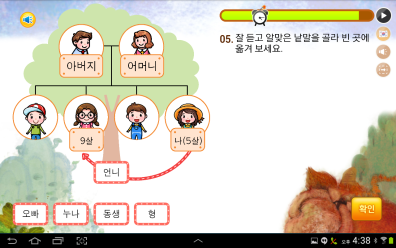 05. 잘 듣고 알맞은 낱말을 골라 빈 곳에
옮겨 보세요.
아버지
어머니
9살
나(5살)
언니
오빠
누나
동생
형
확인
오후 4:38